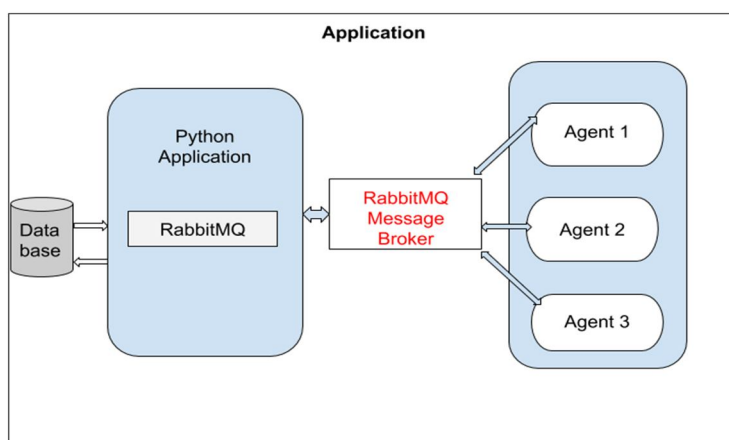 Application
Python
Application
RabbitMQ
Data
base
RabbitMQ
Message
Broker
Agent 1
Agent 2
Agent 3